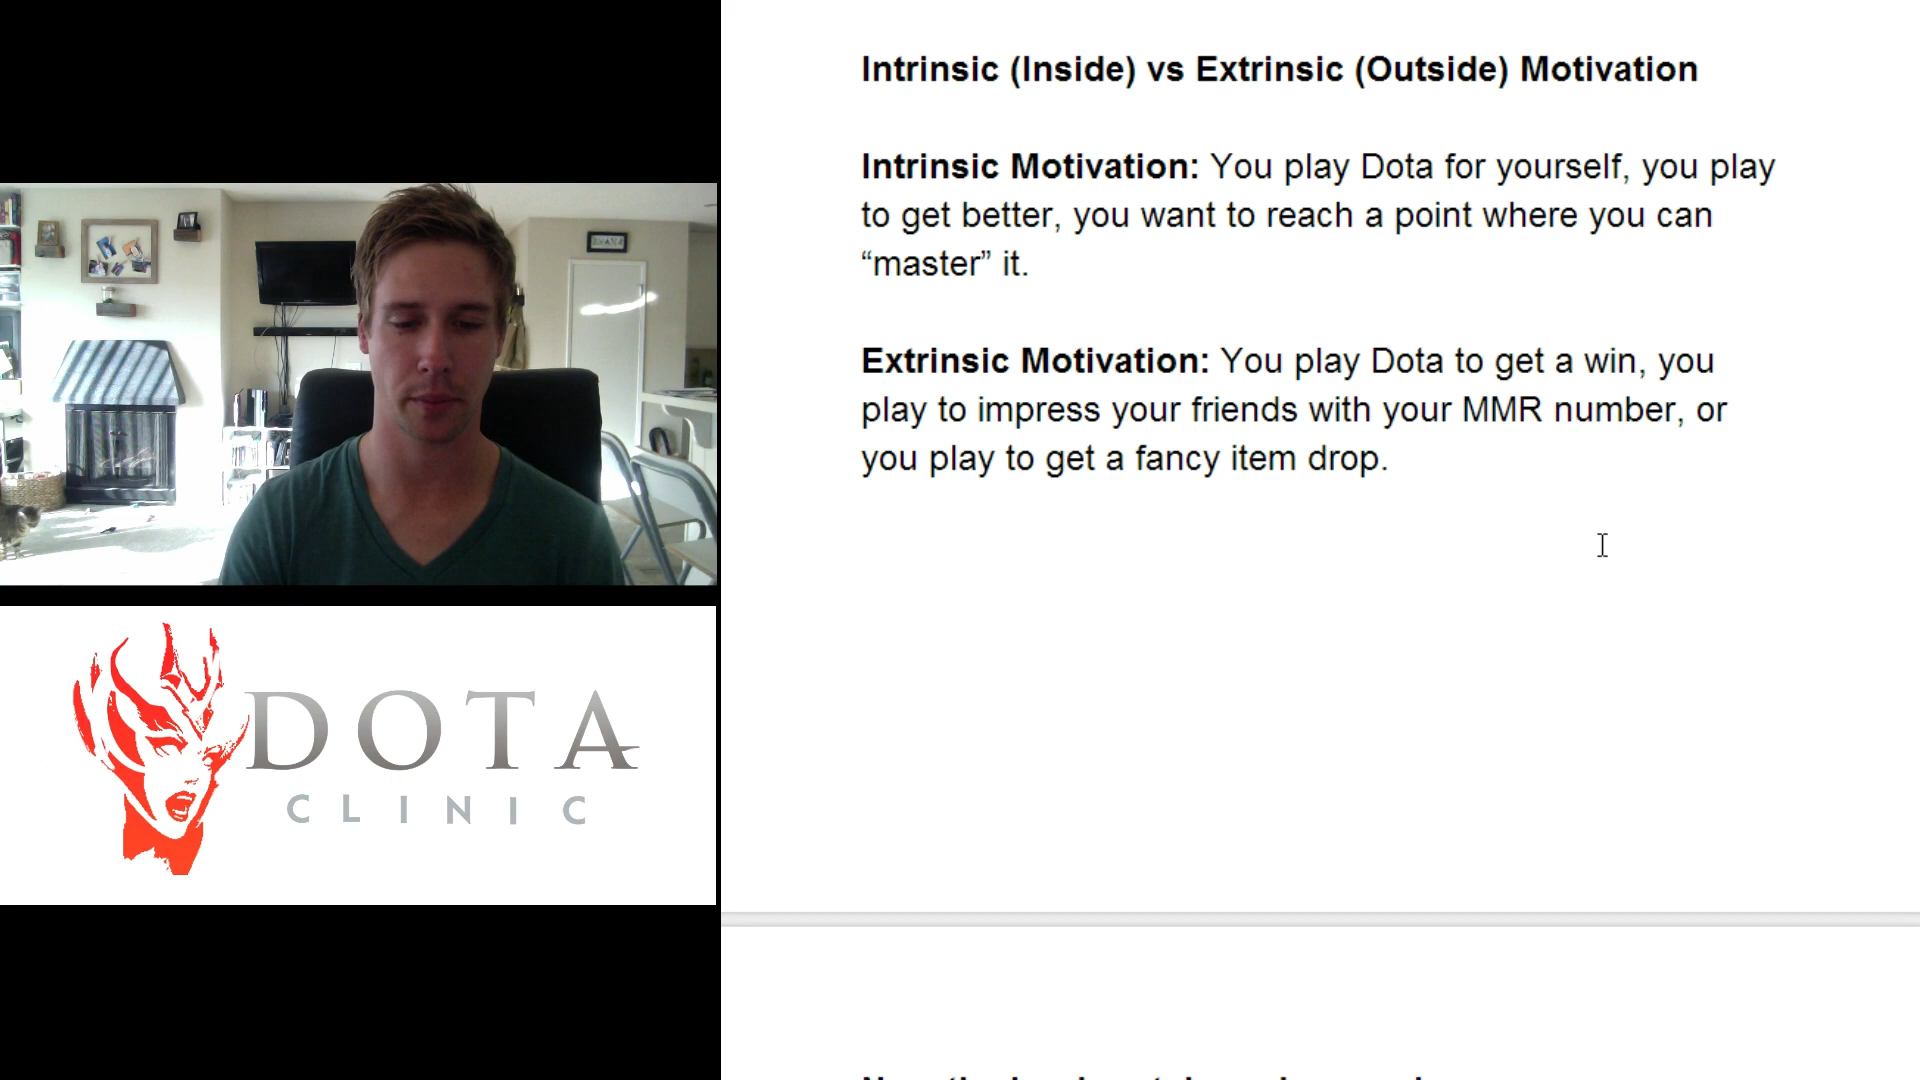 Intrinsic (Inside) vs Extrinsic (Outside) Motivation
Intrinsic Motivation: You play Dota for yourself, you play
to get better, you want to reach a point where you can
“master” it.
Extrinsic Motivation: You play Dota to get a win, you
play to impress your friends with your MMR number, or
you play to get a fancy item drop.
DOTA
CLINIC